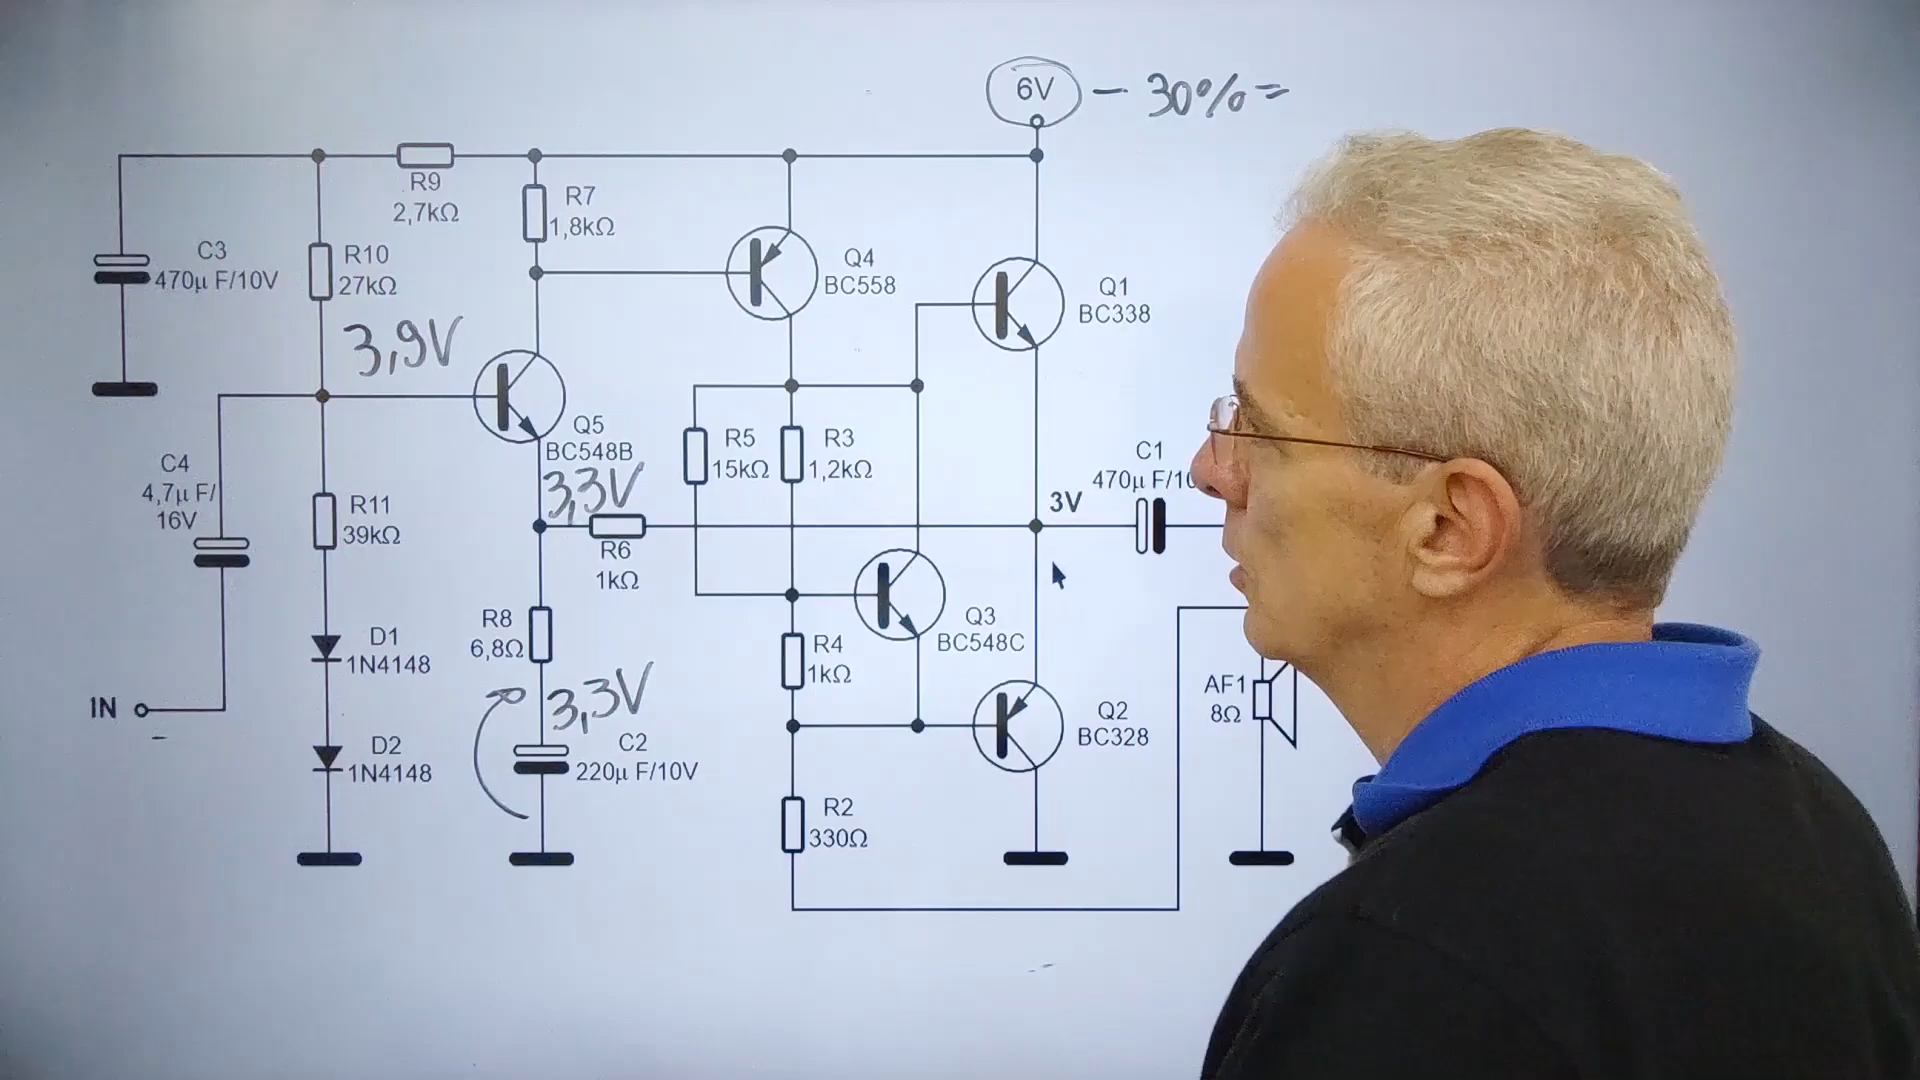 6V – 30% =
R9
2,7kΩ
R7
1,8kΩ
C3
470µ F/10V
R10
27kΩ
Q4
BC558
Q1
BC338
3,9V
Q5
BC548B
3,3V
C4
4,7µ F/
16V
R11
39kΩ
R5
15kΩ
R3
1,2kΩ
C1
470µ F/10
3V
R6
1kΩ
R8
6,8Ω
D1
1N4148
Q3
BC548C
R4
1kΩ
IN
3,3V
D2
1N4148
C2
220µ F/10V
Q2
BC328
AF1
8Ω
R2
330Ω